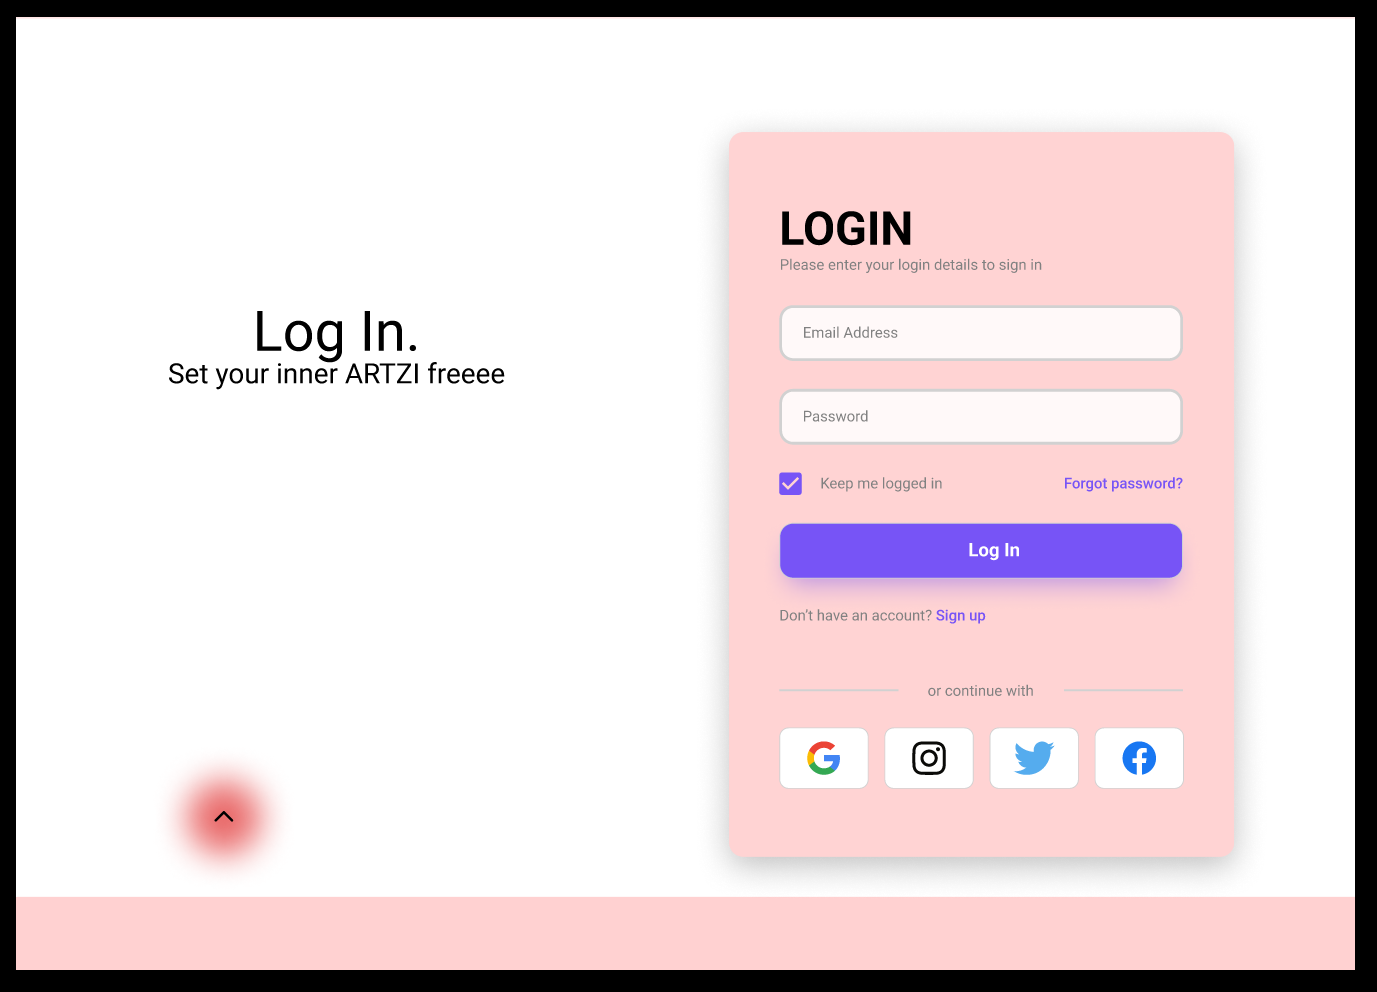 Log In.
Set your inner ARTZI freeee
LOGIN
Please enter your login details to sign in
Email Address
Password
Keep me logged in
Forgot password?
Log In
Don't have an account? Sign up
or continue with